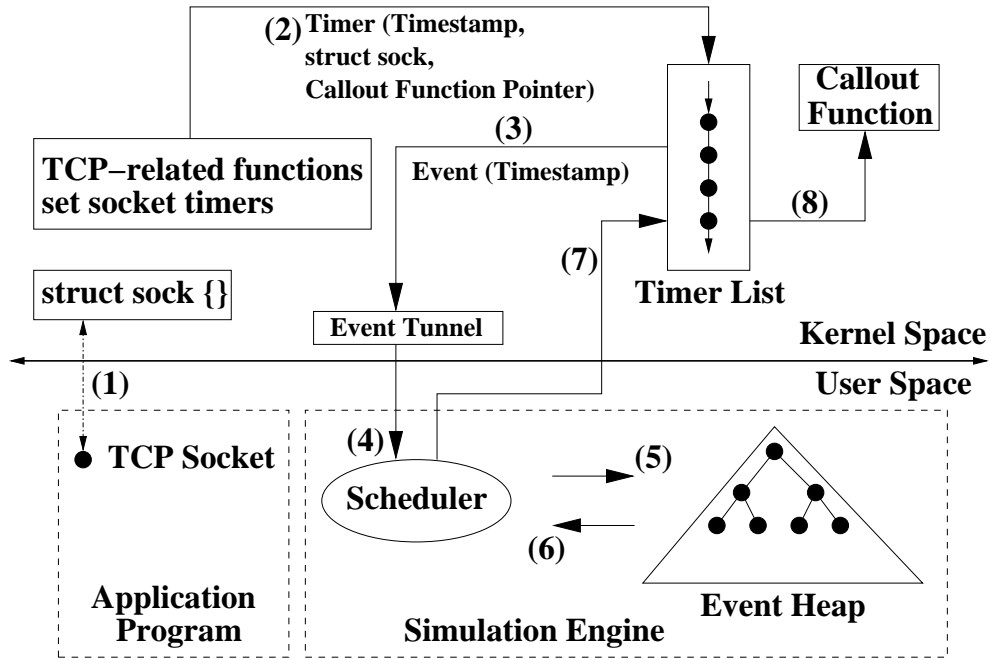 (2) Timer (Timestamp,
struct sock,
Callout Function Pointer)
Callout
Function
(3)
TCP−related functions
set socket timers
Event (Timestamp)
(8)
(7)
struct sock {}
Timer List
Event Tunnel
Kernel Space
User Space
(1)
(4)
TCP Socket
(5)
Scheduler
(6)
Application
Program
Event Heap
Simulation Engine